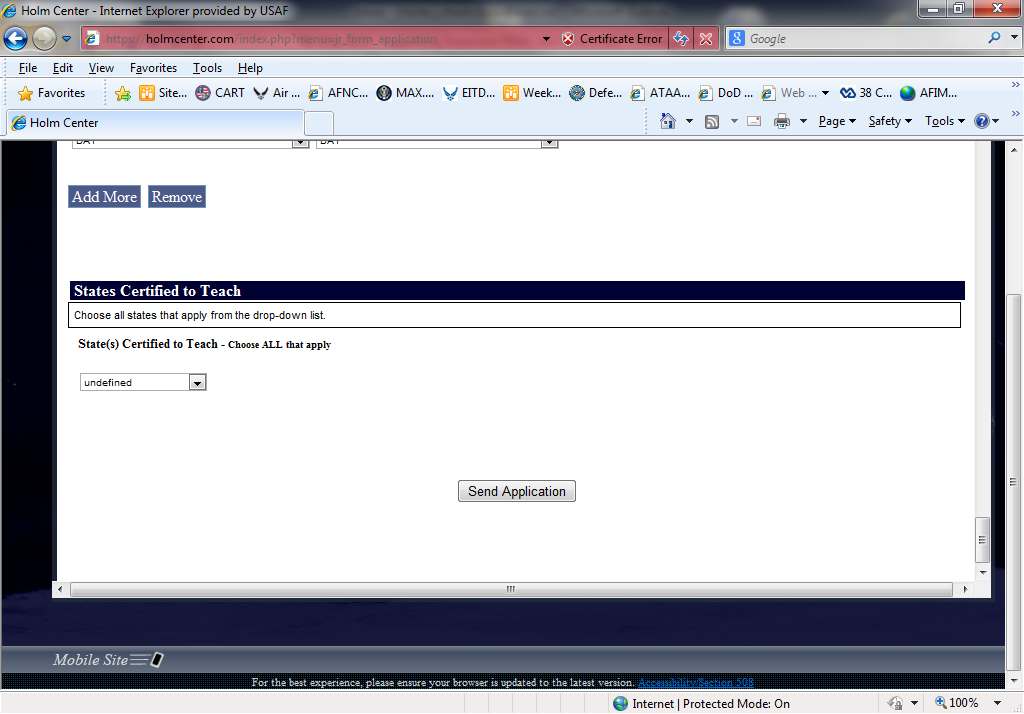 Holm Center - Internet Explorer provided by USAF
https://holmcenter.com/index.php?menu=jr_form_application
Certificate Error
Google
File Edit View Favorites Tools Help
Favorites Site... CART Air ... AFNC... MAX.... EITD... Week... Defe... ATAA... DoD ... Web ... 38 C... AFIM...
Holm Center
Page Safety Tools
Add More Remove
States Certified to Teach
Choose all states that apply from the drop-down list.
State(s) Certified to Teach - Choose ALL that apply
undefined
Send Application
Mobile Site
For the best experience, please ensure your browser is updated to the latest version. Accessibility/Section 508
Internet | Protected Mode: On
100%